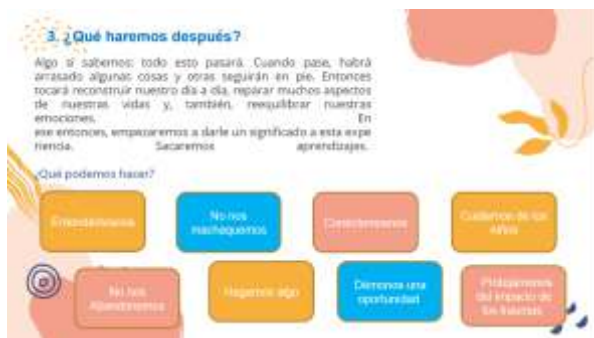 3. ¿Qué haremos después?
Algo sí sabemos: todo esto pasará. Cuando pase, habrá
arrasado algunas cosas y otras seguirán en pie. Entonces
tocará reconstruir nuestro día a día, reparar muchos aspectos
de nuestras vidas y, también, reequilibrar nuestras
emociones. En
ese entonces, empezaremos a darle un significado a esta expe
riencia. Sacaremos aprendizajes.
¿Qué podemos hacer?
No nos
machaquemos
Cuidemos de los
niños
No nos
Abandonemos
Hagamos algo
Démonos una
oportunidad
Protejámonos
del impacto de
los traumas